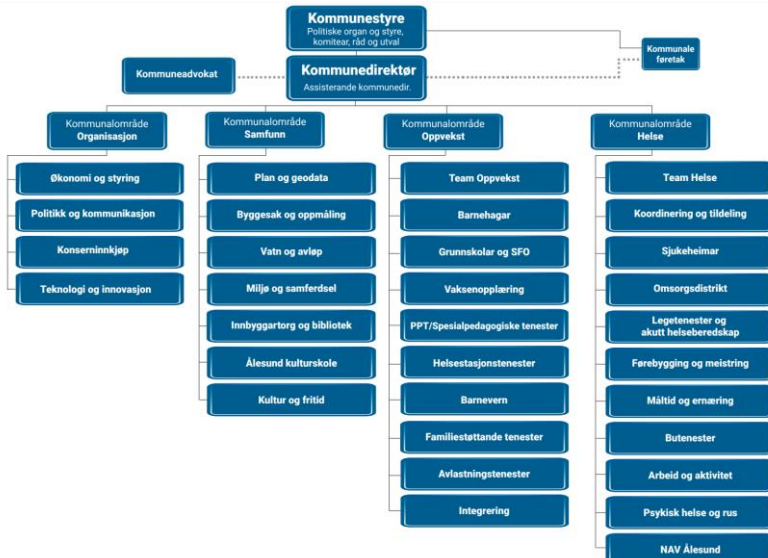 Kommunestyre
Politiske organ og styre,
komitear, råd og utval
Kommunale
føretak
Kommuneadvokat
Kommunedirektør
Assisterande kommunedir.
Kommunalområde
Organisasjon
Økonomi og styring
Politikk og kommunikasjon
Konserninnkjøp
Teknologi og innovasjon
Kommunalområde
Samfunn
Plan og geodata
Byggesak og oppmåling
Vatn og avløp
Miljø og samferdsel
Innbyggartorg og bibliotek
Ålesund kulturskole
Kultur og fritid
Kommunalområde
Oppvekst
Team Oppvekst
Barnehagar
Grunnskolar og SFO
Vaksenopplæring
PPT/Spesialpedagogiske tenester
Helsestasjonstenester
Barnevern
Familiestøttande tenester
Avlastningstenester
Integrering
Kommunalområde
Helse
Team Helse
Koordinering og tildeling
Sjukeheimar
Omsorgsdistrikt
Legetenester og
akutt helseberedskap
Førebygging og meistring
Måltid og ernæring
Butenester
Arbeid og aktivitet
Psykisk helse og rus
NAV Ålesund